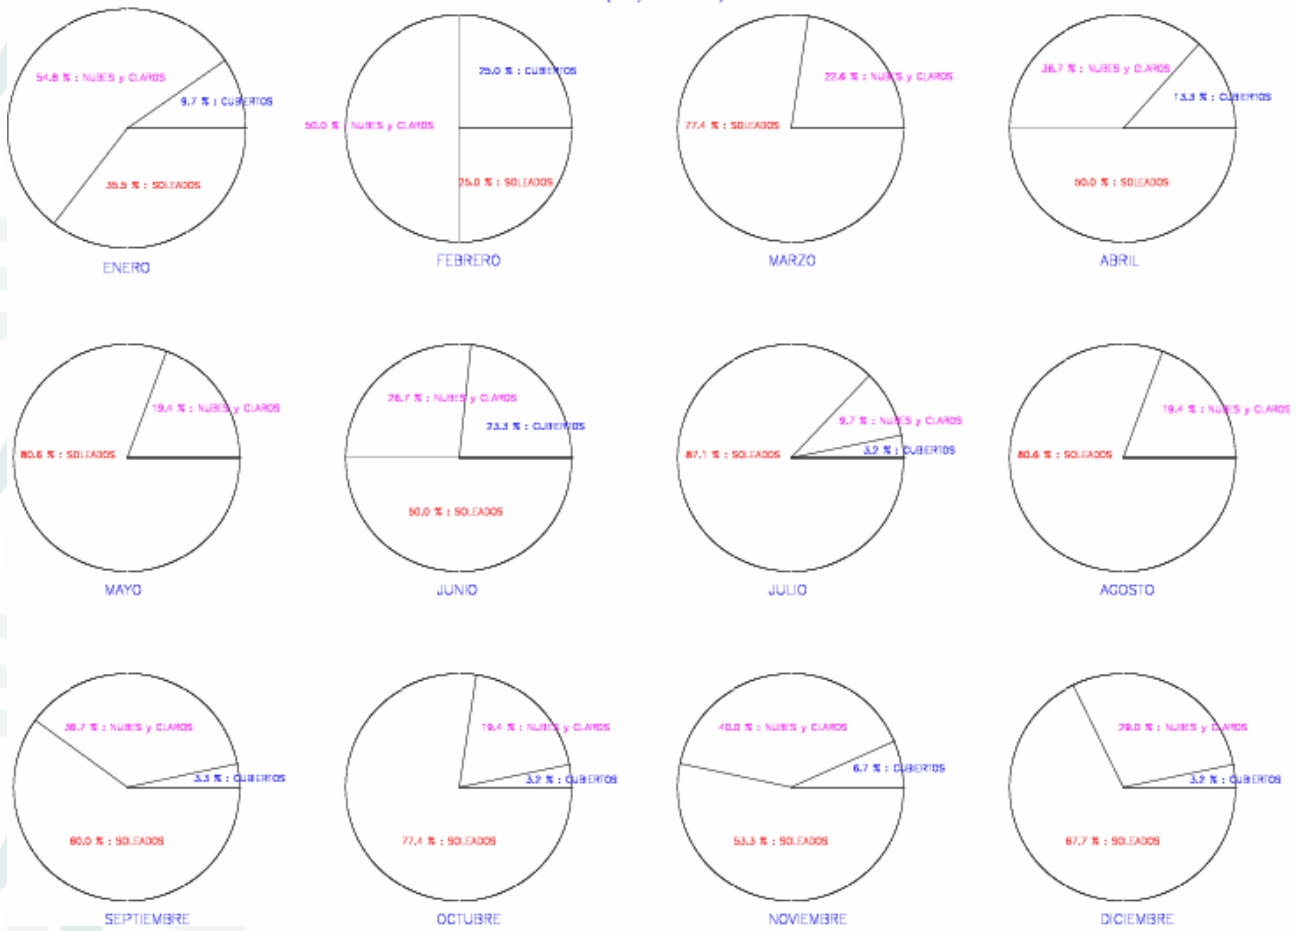 54.8 % : NUBES y CLAROS
9.7 % : CUBIERTOS
35.5 % : SOLEADOS
ENERO
25.0 % : CUBIERTOS
50.0 % : NUBES y CLAROS
25.0 % : SOLEADOS
FEBRERO
22.6 % : NUBES y CLAROS
77.4 % : SOLEADOS
MARZO
36.7 % : NUBES y CLAROS
13.3 % : CUBIERTOS
50.0 % : SOLEADOS
ABRIL
19.4 % : NUBES y CLAROS
80.6 % : SOLEADOS
MAYO
26.7 % : NUBES y CLAROS
23.3 % : CUBIERTOS
50.0 % : SOLEADOS
JUNIO
9.7 % : NUBES y CLAROS
3.2 % : CUBIERTOS
87.1 % : SOLEADOS
JULIO
19.4 % : NUBES y CLAROS
80.6 % : SOLEADOS
AGOSTO
36.7 % : NUBES y CLAROS
3.3 % : CUBIERTOS
60.0 % : SOLEADOS
SEPTIEMBRE
19.4 % : NUBES y CLAROS
3.2 % : CUBIERTOS
77.4 % : SOLEADOS
OCTUBRE
40.0 % : NUBES y CLAROS
6.7 % : CUBIERTOS
53.3 % : SOLEADOS
NOVIEMBRE
29.0 % : NUBES y CLAROS
3.2 % : CUBIERTOS
67.7 % : SOLEADOS
DICIEMBRE